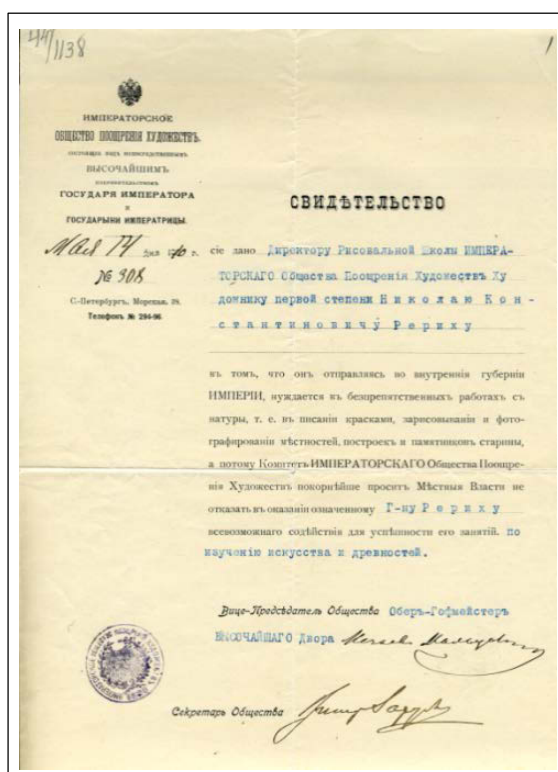 44/1138
1
ИМПЕРАТОРСКОЕ
ОБЩЕСТВО ПООЩРЕНІЯ ХУДОЖЕСТВЪ,
состоящее подъ непосредственнымъ
ВЫСОЧАЙШИМЪ
покровительствомъ
ГОСУДАРЯ ИМПЕРАТОРА
и
ГОСУДАРЫНИ ИМПЕРАТРИЦЫ.
Мая 14 дня г.
№ 308
С-Петербургъ, Морская, 38.
Телефонъ № 294-96.
СВИДѢТЕЛЬСТВО
сіе дано Директору Рисовальной Школы ИМПЕРА-
ТОРСКАГО Общества Поощренія Художествъ Ху
дожнику первой степени Николаю Кон-
стантиновичу Рериху
въ томъ, что онъ отправляясь во внутреннія губерніи
ИМПЕРІИ, нуждается въ безпрепятственныхъ работахъ съ
натуры, т. е. въ писаніи красками, зарисовываніи и фото-
графированіи мѣстностей, построекъ и памятниковъ старины,
а потому Комитетъ ИМПЕРАТОРСКАГО Общества Поощре-
нія Художествъ покорнѣйше проситъ Мѣстныя Власти не
отказать въ оказаніи означенному Г-ну Рериху
всевозможнаго содѣйствія для успѣшности его занятій. по
изученію искусства и древностей.
Вице-Предсѣдатель Общества Оберъ-Гофмейстеръ
ВЫСОЧАЙШАГО Двора
Секретарь Общества